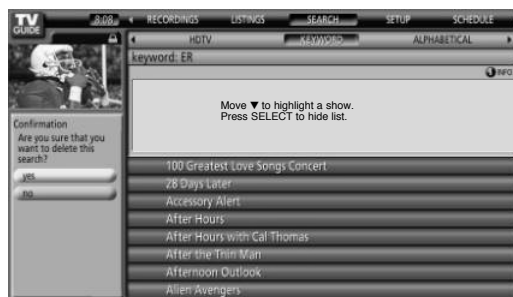 TV
GUIDE
8:08
RECORDINGS LISTINGS SEARCH SETUP SCHEDULE
HDTV KEYWORD ALPHABETICAL
keyword: ER
INFO
Move ▼ to highlight a show.
Press SELECT to hide list.
Confirmation
Are you sure that you
want to delete this
search?
yes
no
100 Greatest Love Songs Concert
28 Days Later
Accessory Alert
After Hours
After Hours with Cal Thomas
After the Thin Man
Afternoon Outlook
Alien Avengers